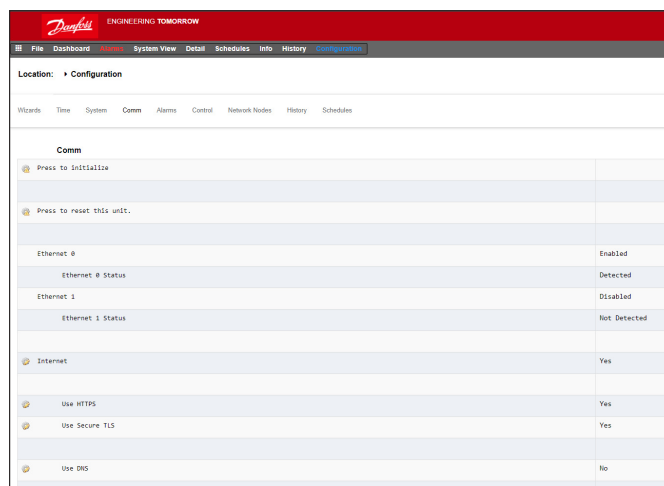 Danfoss ENGINEERING TOMORROW
File Dashboard Alarms System View Detail Schedules Info History Configuration
Location: Configuration
Wizards Time System Comm Alarms Control Network Nodes History Schedules
Comm
Press to initialize
Press to reset this unit.
Ethernet 0 Enabled
Ethernet 0 Status Detected
Ethernet 1 Disabled
Ethernet 1 Status Not Detected
Internet Yes
Use HTTPS Yes
Use Secure TLS Yes
Use DNS No